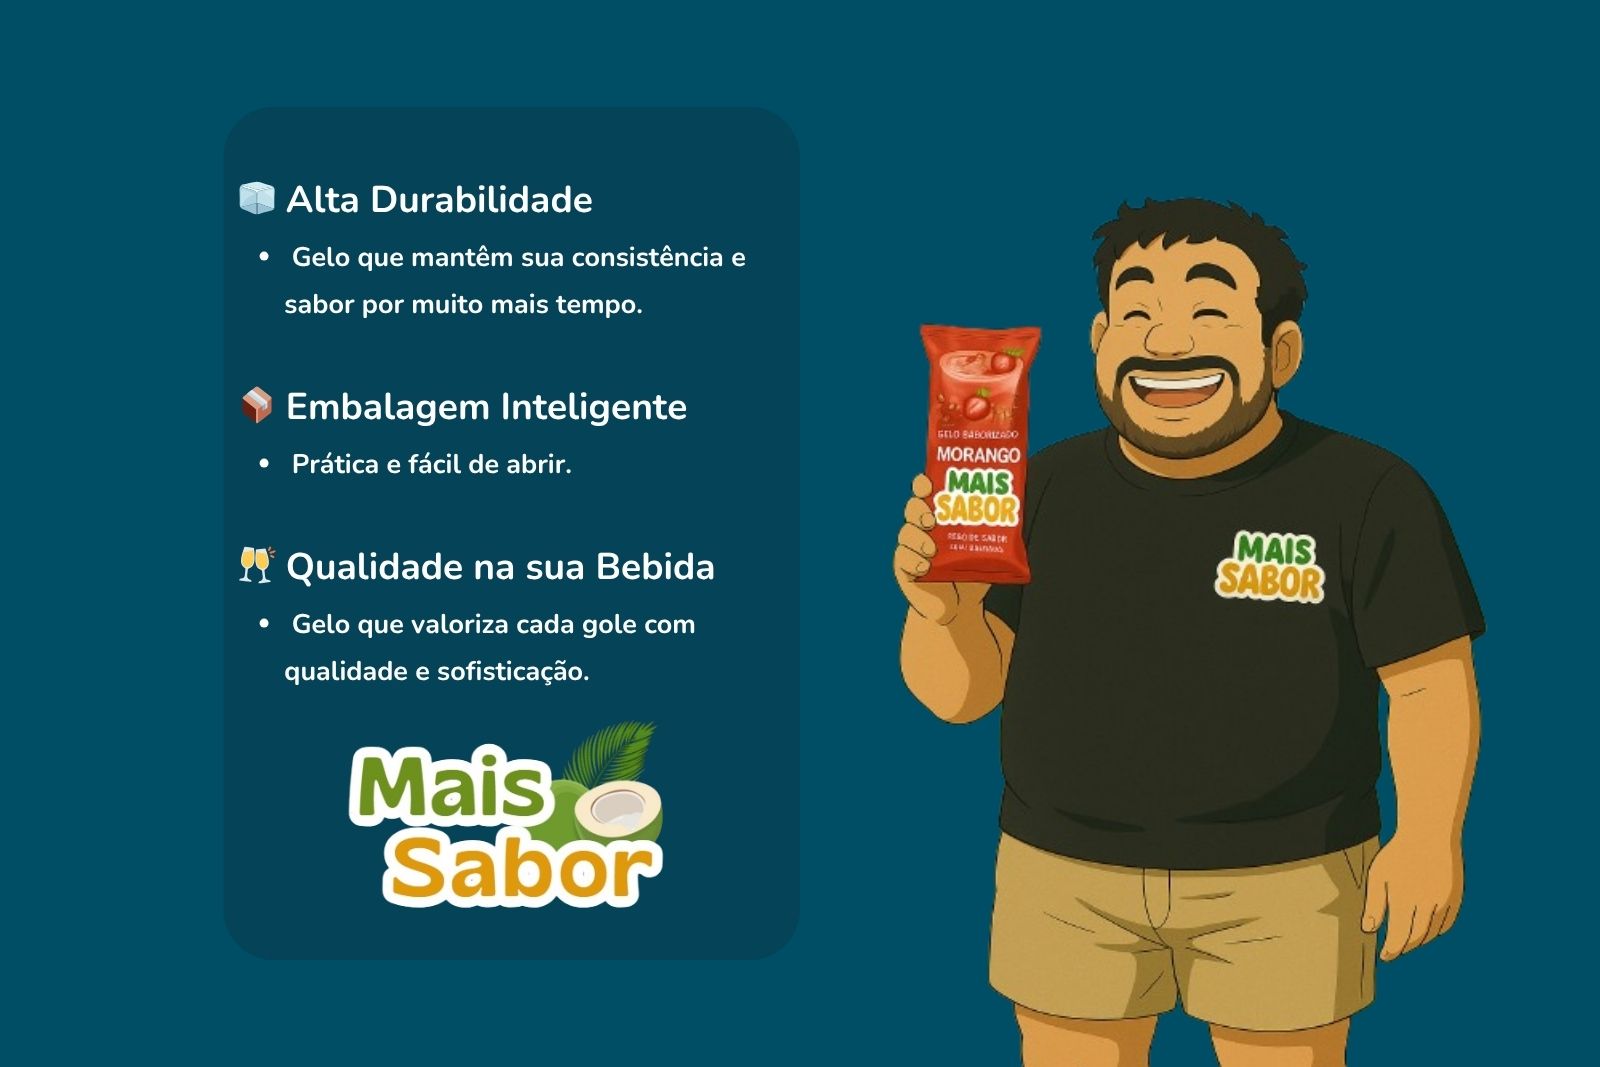 Alta Durabilidade
• Gelo que mantêm sua consistência e
sabor por muito mais tempo.
Embalagem Inteligente
• Prática e fácil de abrir.
Qualidade na sua Bebida
• Gelo que valoriza cada gole com
qualidade e sofisticação.
Mais
Sabor
GELO SABORIZADO
MORANGO
MAIS
SABOR
MAIS
SABOR